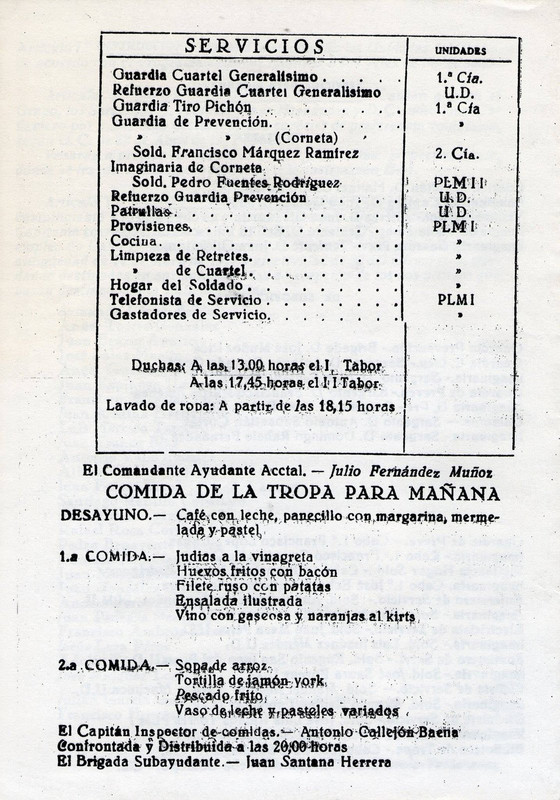 SERVICIOS UNIDADES
Guardia Cuartel Generalisimo . . . . . 1.ª Cia.
Refuerzo Guardia Cuartel Generalisimo U.D.
Guardia Tiro Pichón . . . . . . . . 1.ª Cía
Guardia de Prevención. . . . . . . . »
» » (Corneta)
Sold. Francisco Márquez Ramirez 2. Cía.
Imaginaria de Corneta
Sold. Pedro Fuentes Rodríguez PLM II
Refuerzo Guardia Prevención . . . . . U.D.
Patrullas. . . . . . . . . . . U.D.
Provisiones. . . . . . . . . . PLM I
Cocina. . . . . . . . . . . »
Limpieza de Retretes. . . . . . . . »
» de Cuartel. . . . . . . . »
Hogar del Soldado . . . . . . . . »
Telefonista de Servicio . . . . . . . PLMI
Gastadores de Servicio. . . . . . . »
Duchas: A las 13,00 horas el I, Tabor
A las 17,45 horas el II Tabor
Lavado de ropa: A partir de las 18,15 horas
El Comandante Ayudante Acctal. — Julio Fernández Muñoz
COMIDA DE LA TROPA PARA MAÑANA
DESAYUNO.— Café con leche, panecillo con margarina, merme-
lada y pastel
1.a COMIDA.— Judias a la vinagreta
Huevos fritos con bacón
Filete ruso con patatas
Ensalada ilustrada
Vino con gaseosa y naranjas al kirts
2.a COMIDA.— Sopa de arroz
Tortilla de jamón york
Pescado frito
Vaso de leche y pasteles variados
El Capitán Inspector de comidas.— Antonio Callejón Baena
Confrontada y Distribuida a las 20,00 horas
El Brigada Subayudante.— Juan Santana Herrera